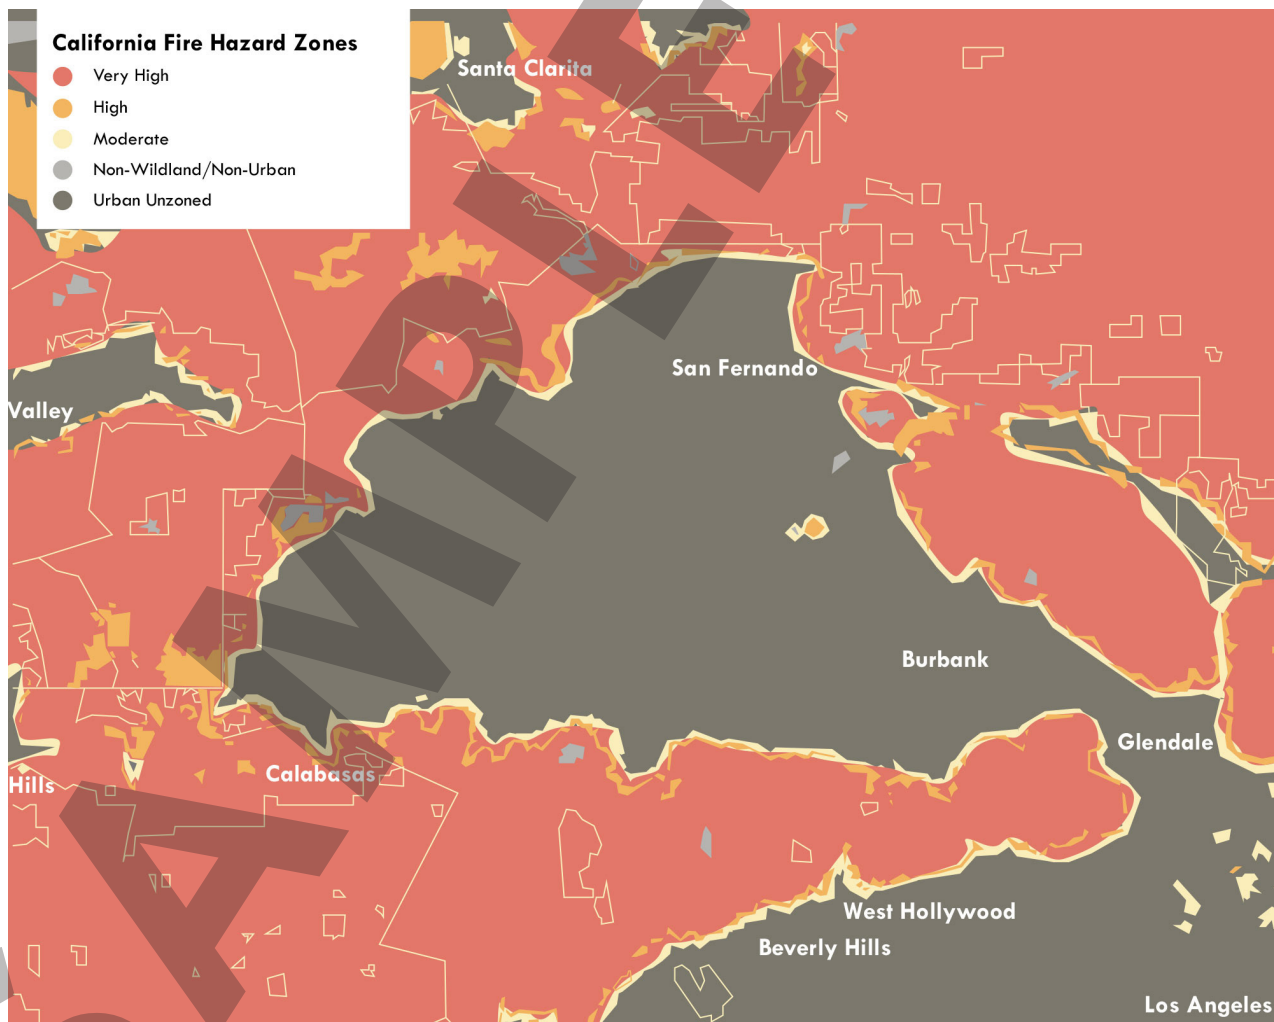 California Fire Hazard Zones
Very High
High
Moderate
Non-Wildland/Non-Urban
Urban Unzoned
Santa Clarita
San Fernando
Valley
Burbank
Glendale
Calabasas
Hills
West Hollywood
Beverly Hills
Los Angeles
SAMPLE